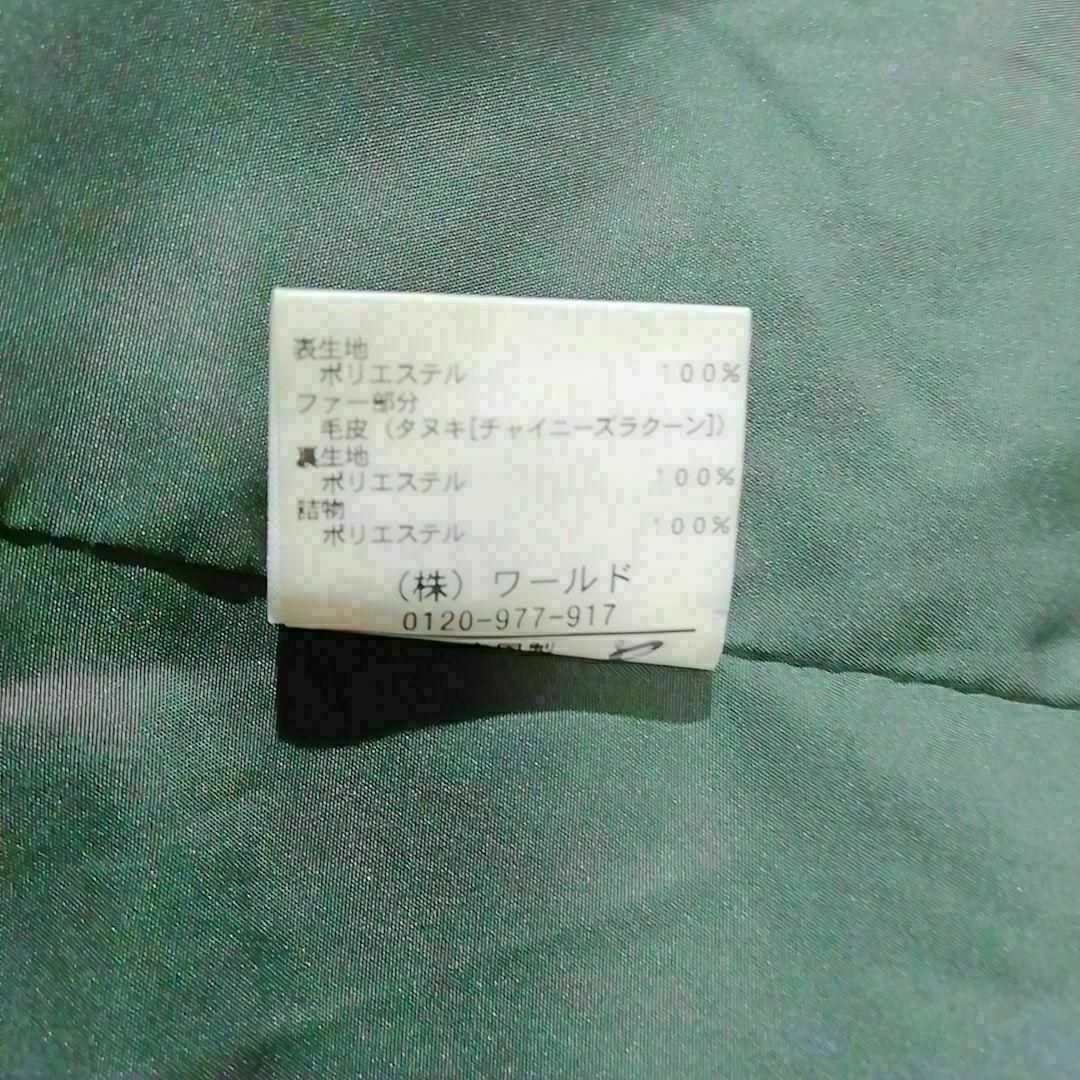 表生地
ポリエステル 100%
ファー部分
毛皮(タヌキ[チャイニーズラクーン])
裏生地
ポリエステル 100%
詰物
ポリエステル 100%
(株)ワールド
0120-977-917